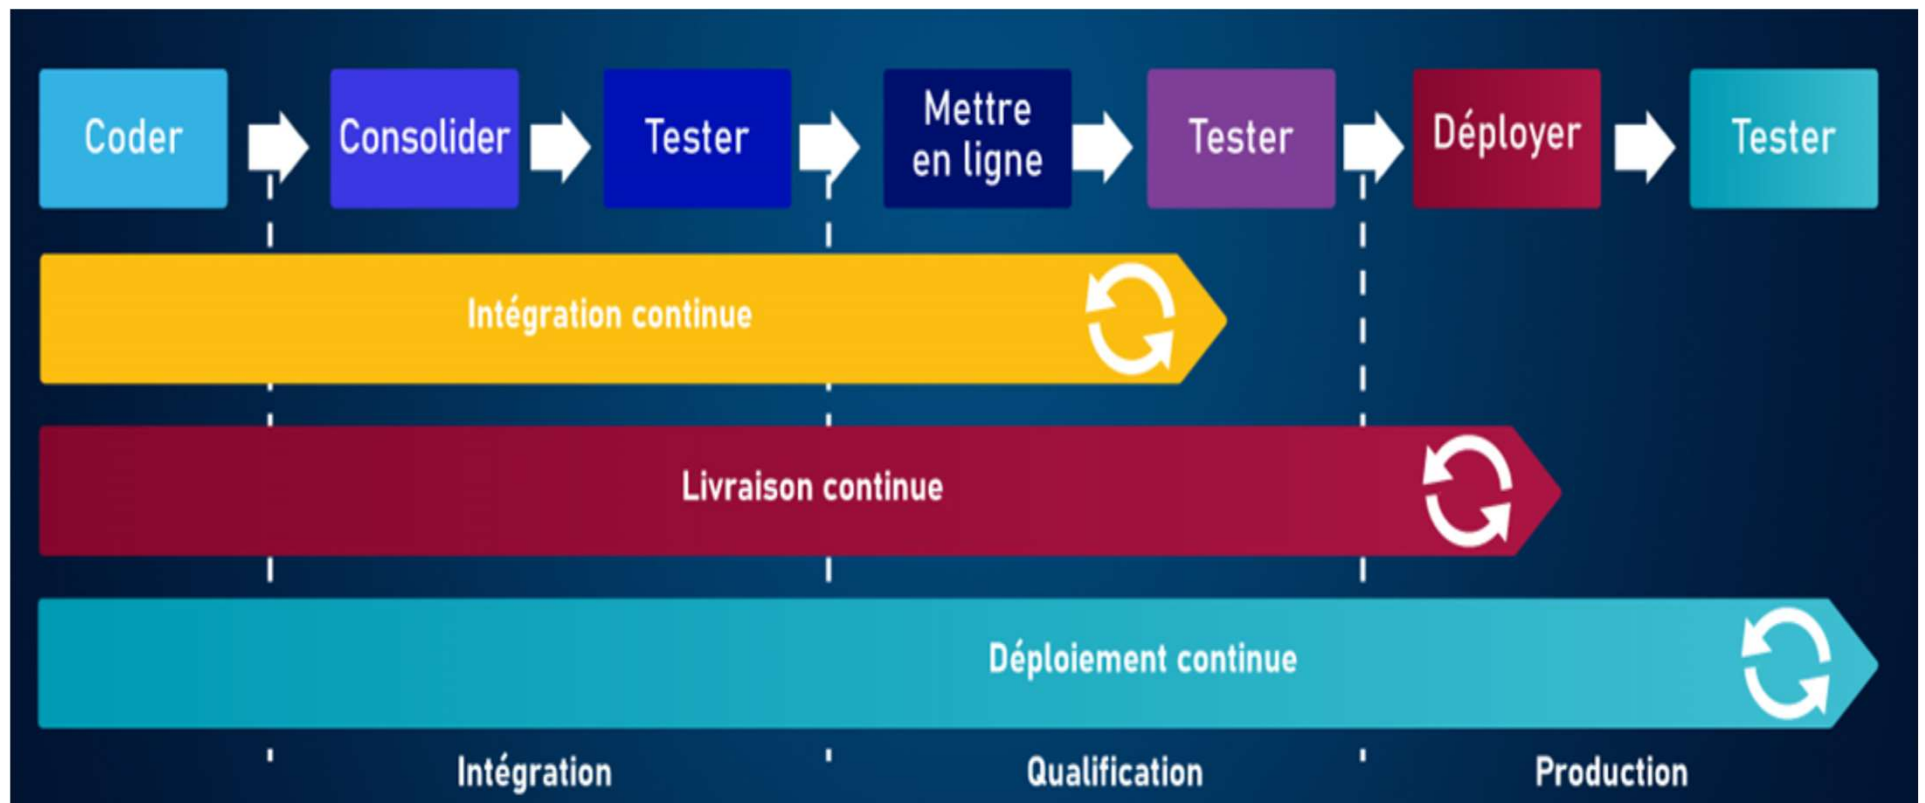 Coder
Consolider
Tester
Mettre
en ligne
Tester
Déployer
Tester
Intégration continue
Livraison continue
Déploiement continue
Intégration
Qualification
Production